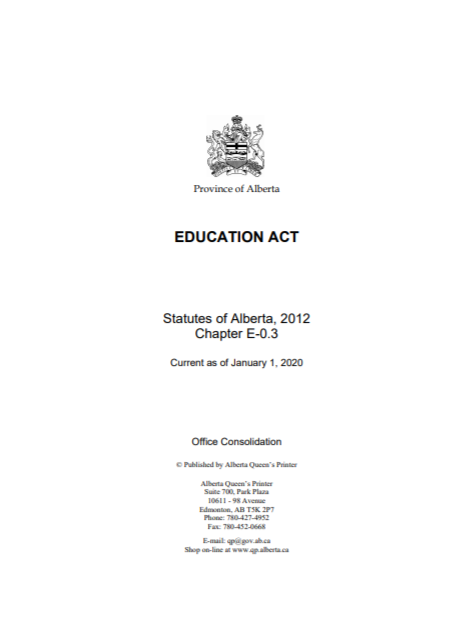 Province of Alberta
EDUCATION ACT
Statutes of Alberta, 2012
Chapter E-0.3
Current as of January 1, 2020
Office Consolidation
© Published by Alberta Queen's Printer
Alberta Queen's Printer
Suite 700, Park Plaza
10611 - 98 Avenue
Edmonton, AB T5K 2P7
Phone: 780-427-4952
Fax: 780-452-0668
E-mail: qp@gov.ab.ca
Shop on-line at www.qp.alberta.ca